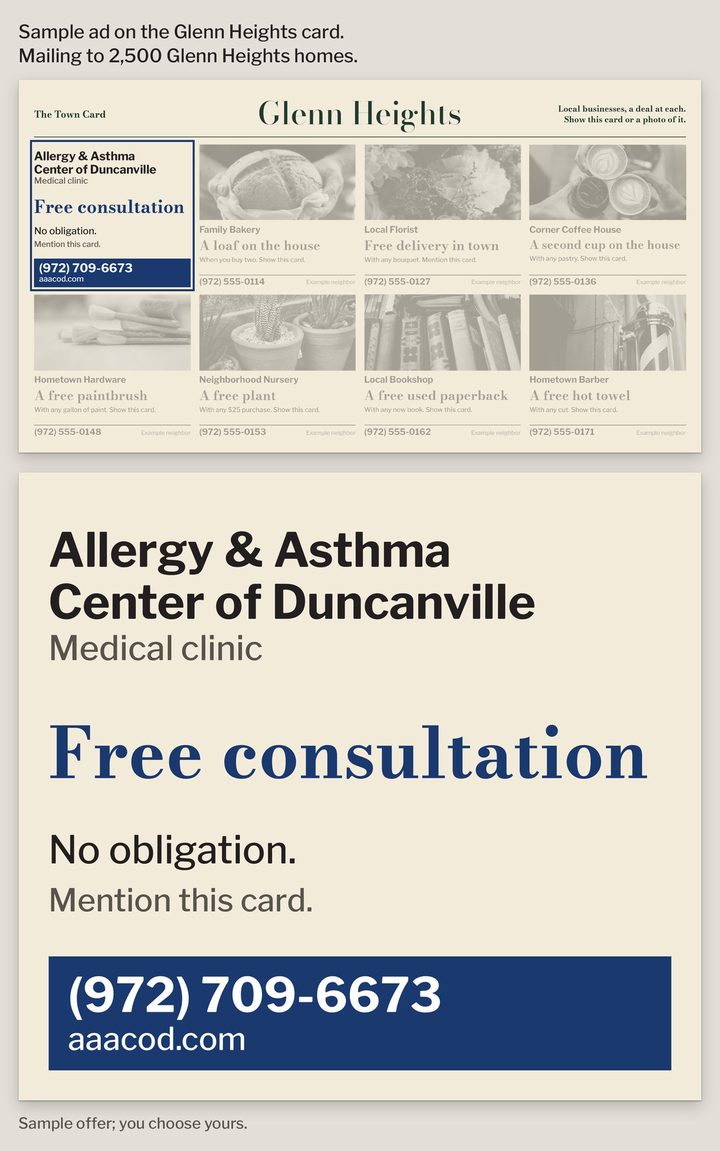 Sample ad on the Glenn Heights card.
Mailing to 2,500 Glenn Heights homes.
The Town Card
Glenn Heights
Local businesses, a deal at each.
Show this card or a photo of it.
Allergy & Asthma
Center of Duncanville
Medical clinic
Free consultation
No obligation.
Mention this card.
(972) 709-6673
aaacod.com
Family Bakery
A loaf on the house
When you buy two. Show this card.
(972) 555-0114 Example neighbor
Local Florist
Free delivery in town
With any bouquet. Mention this card.
(972) 555-0127 Example neighbor
Corner Coffee House
A second cup on the house
With any pastry. Show this card.
(972) 555-0136 Example neighbor
Hometown Hardware
A free paintbrush
With any gallon of paint. Show this card.
(972) 555-0148 Example neighbor
Neighborhood Nursery
A free plant
With any $25 purchase. Show this card.
(972) 555-0153 Example neighbor
Local Bookshop
A free used paperback
With any new book. Show this card.
(972) 555-0162 Example neighbor
Hometown Barber
A free hot towel
With any cut. Show this card.
(972) 555-0171 Example neighbor
Allergy & Asthma
Center of Duncanville
Medical clinic
Free consultation
No obligation.
Mention this card.
(972) 709-6673
aaacod.com
Sample offer; you choose yours.